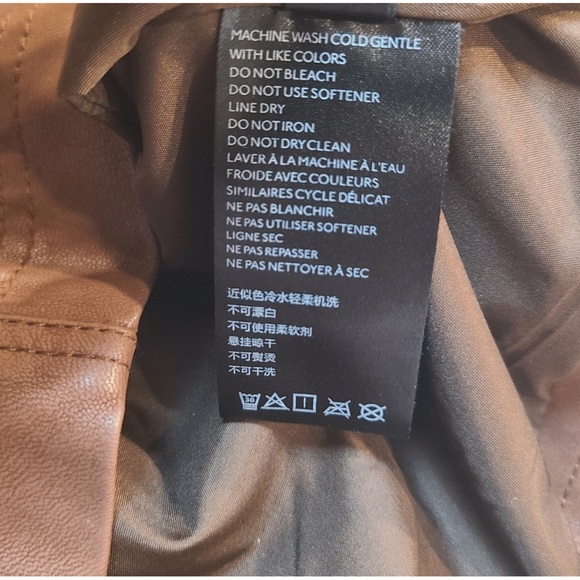 MACHINE WASH COLD GENTLE
WITH LIKE COLORS
DO NOT BLEACH
DO NOT USE SOFTENER
LINE DRY
DO NOT IRON
DO NOT DRY CLEAN
LAVER À LA MACHINE À L'EAU
FROIDE AVEC COULEURS
SIMILAIRES CYCLE DÉLICAT
NE PAS BLANCHIR
NE PAS UTILISER SOFTENER
LIGNE SEC
NE PAS REPASSER
NE PAS NETTOYER À SEC
近似色冷水轻柔机洗
不可漂白
不可使用柔软剂
悬挂晾干
不可熨烫
不可干洗
30